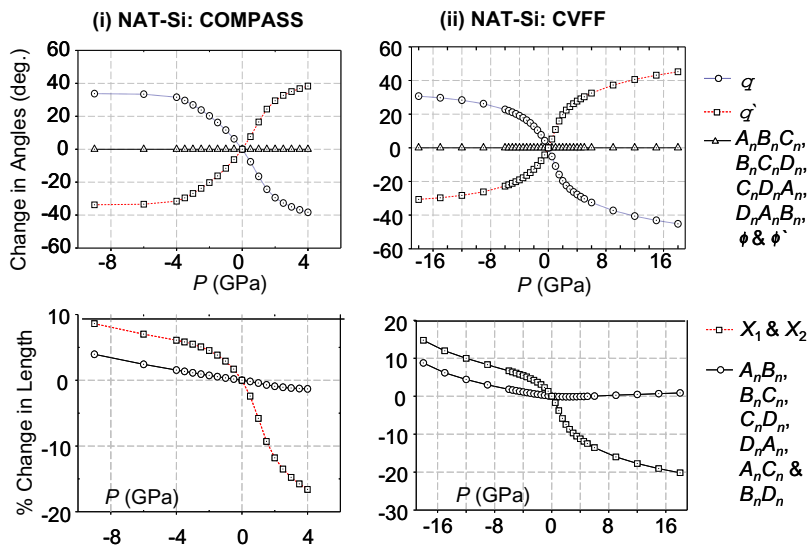 (i) NAT-Si: COMPASS
(ii) NAT-Si: CVFF
Change in Angles (deg.)
60
40
20
0
-20
-40
-60
-8
-4
0
4
P (GPa)
60
40
20
0
-20
-40
-60
-16
-8
0
8
16
P (GPa)
q
q`
AnBnCn,
BnCnDn,
CnDnAn,
DnAnBn,
ϕ & ϕ`
% Change in Length
10
5
0
-5
-10
-15
-20
P (GPa)
-8
-4
0
4
20
10
0
-10
-20
-30
P (GPa)
-16
-8
0
8
16
X1 & X2
AnBn,
BnCn,
CnDn,
DnAn,
AnCn &
BnDn